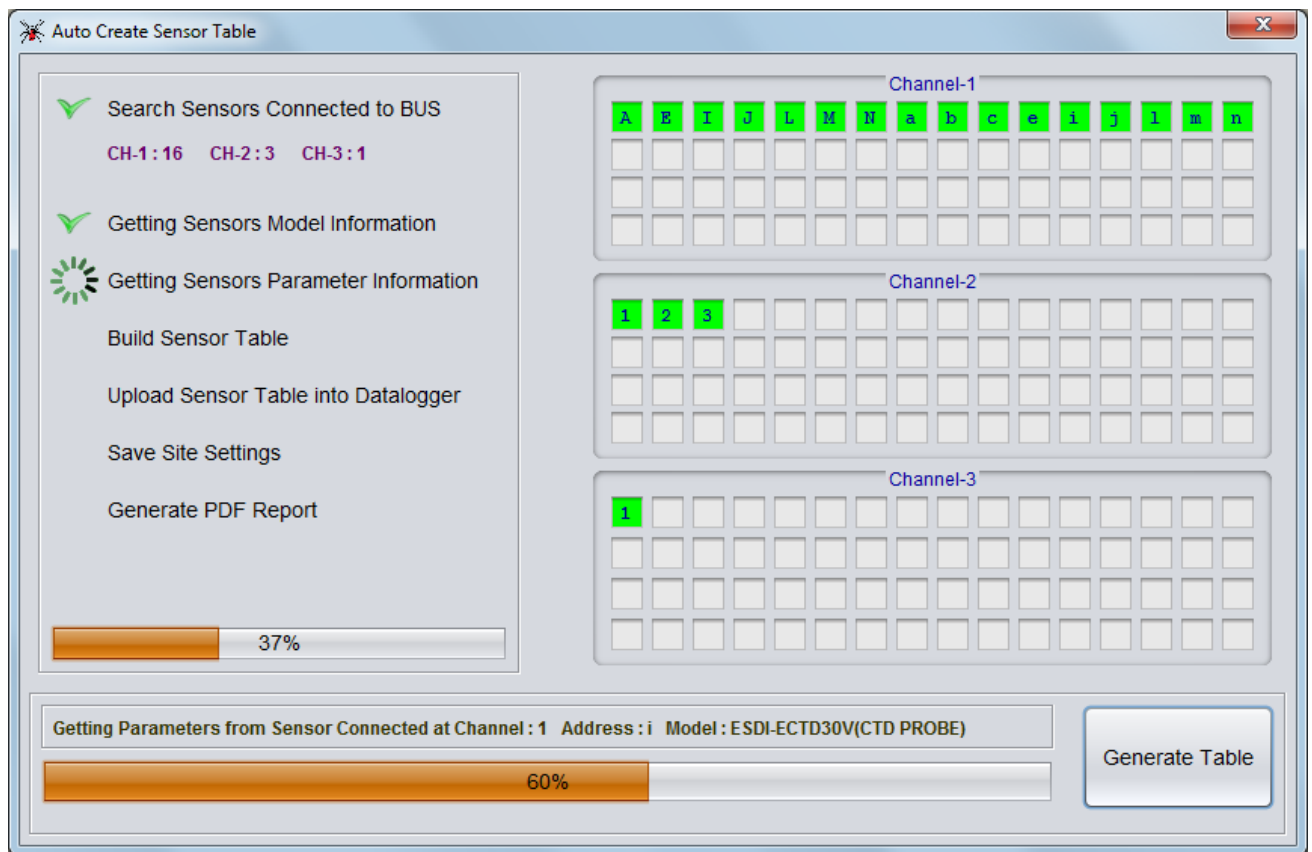 Auto Create Sensor Table
Search Sensors Connected to BUS
CH-1 : 16 CH-2 : 3 CH-3 : 1
Getting Sensors Model Information
Getting Sensors Parameter Information
Build Sensor Table
Upload Sensor Table into Datalogger
Save Site Settings
Generate PDF Report
37%
Channel-1
A E I J L M N a b c e i j l m n
Channel-2
1 2 3
Channel-3
1
Getting Parameters from Sensor Connected at Channel : 1 Address : i Model : ESDI-ECTD30V(CTD PROBE)
60%
Generate Table